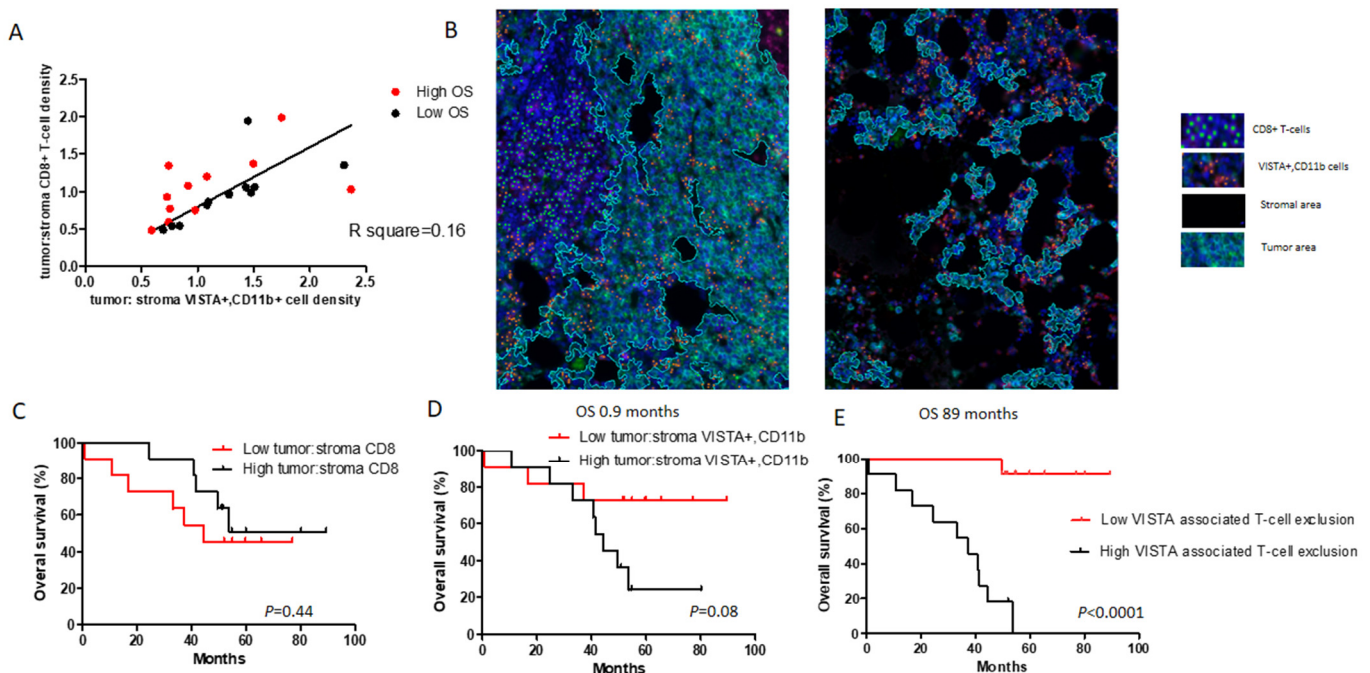 A
tumor:stroma CD8+ T-cell density
2.5
2.0
1.5
1.0
0.5
0.0
0.0 0.5 1.0 1.5 2.0 2.5
tumor: stroma VISTA+,CD11b+ cell density
High OS
Low OS
R square=0.16
B
CD8+ T-cells
VISTA+,CD11b cells
Stromal area
Tumor area
OS 0.9 months
OS 89 months
C
Overall survival (%)
100
80
60
40
20
0
0 20 40 60 80 100
Months
Low tumor:stroma CD8
High tumor:stroma CD8
P=0.44
D
Overall survival (%)
100
80
60
40
20
0
0 20 40 60 80 100
Months
Low tumor:stroma VISTA+,CD11b
High tumor:stroma VISTA+,CD11b
P=0.08
E
Overall survival (%)
100
80
60
40
20
0
0 20 40 60 80 100
Months
Low VISTA associated T-cell exclusion
High VISTA associated T-cell exclusion
P<0.0001